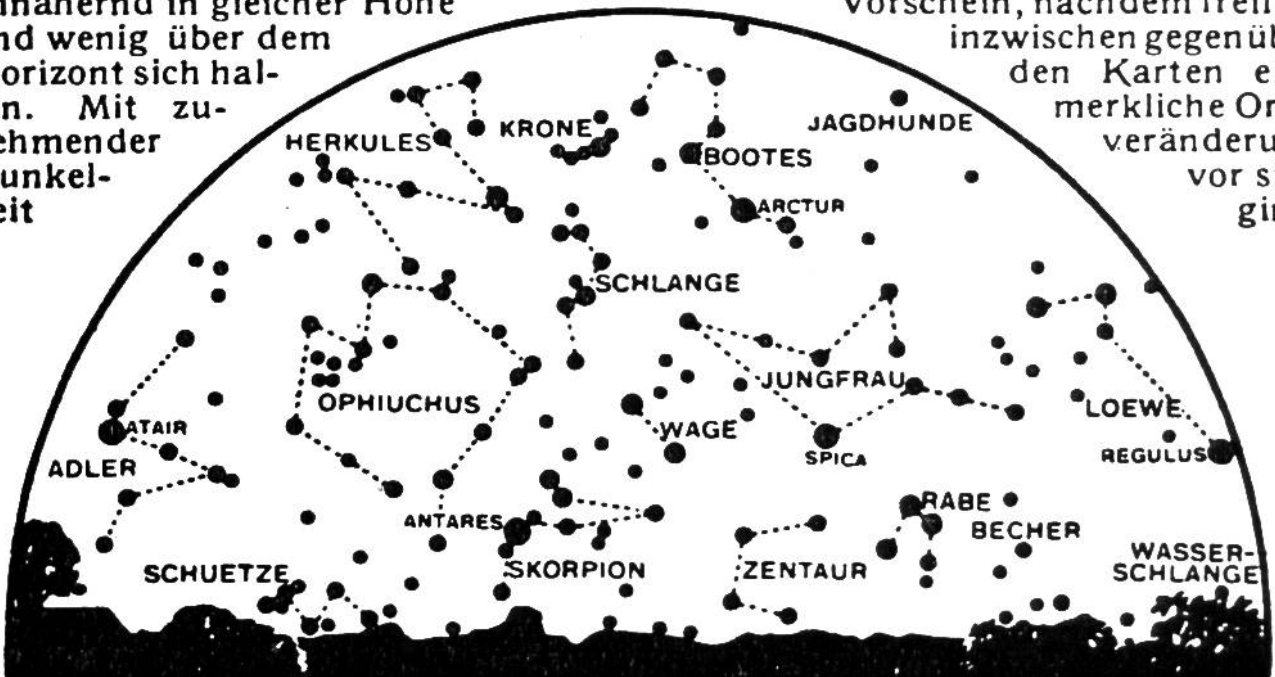 nnähernd in gleicher Höhe
nd wenig über dem
orizont sich hal-
n. Mit zu-
ehmender
unkel-
eit
Vorschein, nachdem frei
inzwischen gegenüb
den Karten e
merkliche Or
veränderu
vor s
gin
HERKULES
KRONE
BOOTES
JAGDHUNDE
ARCTUR
SCHLANGE
OPHIUCHUS
JUNGFRAU
LOEWE
ATAIR
ADLER
WAGE
SPICA
REGULUS
ANTARES
RABE
BECHER
SCHUETZE
SKORPION
ZENTAUR
WASSER-
SCHLANGE